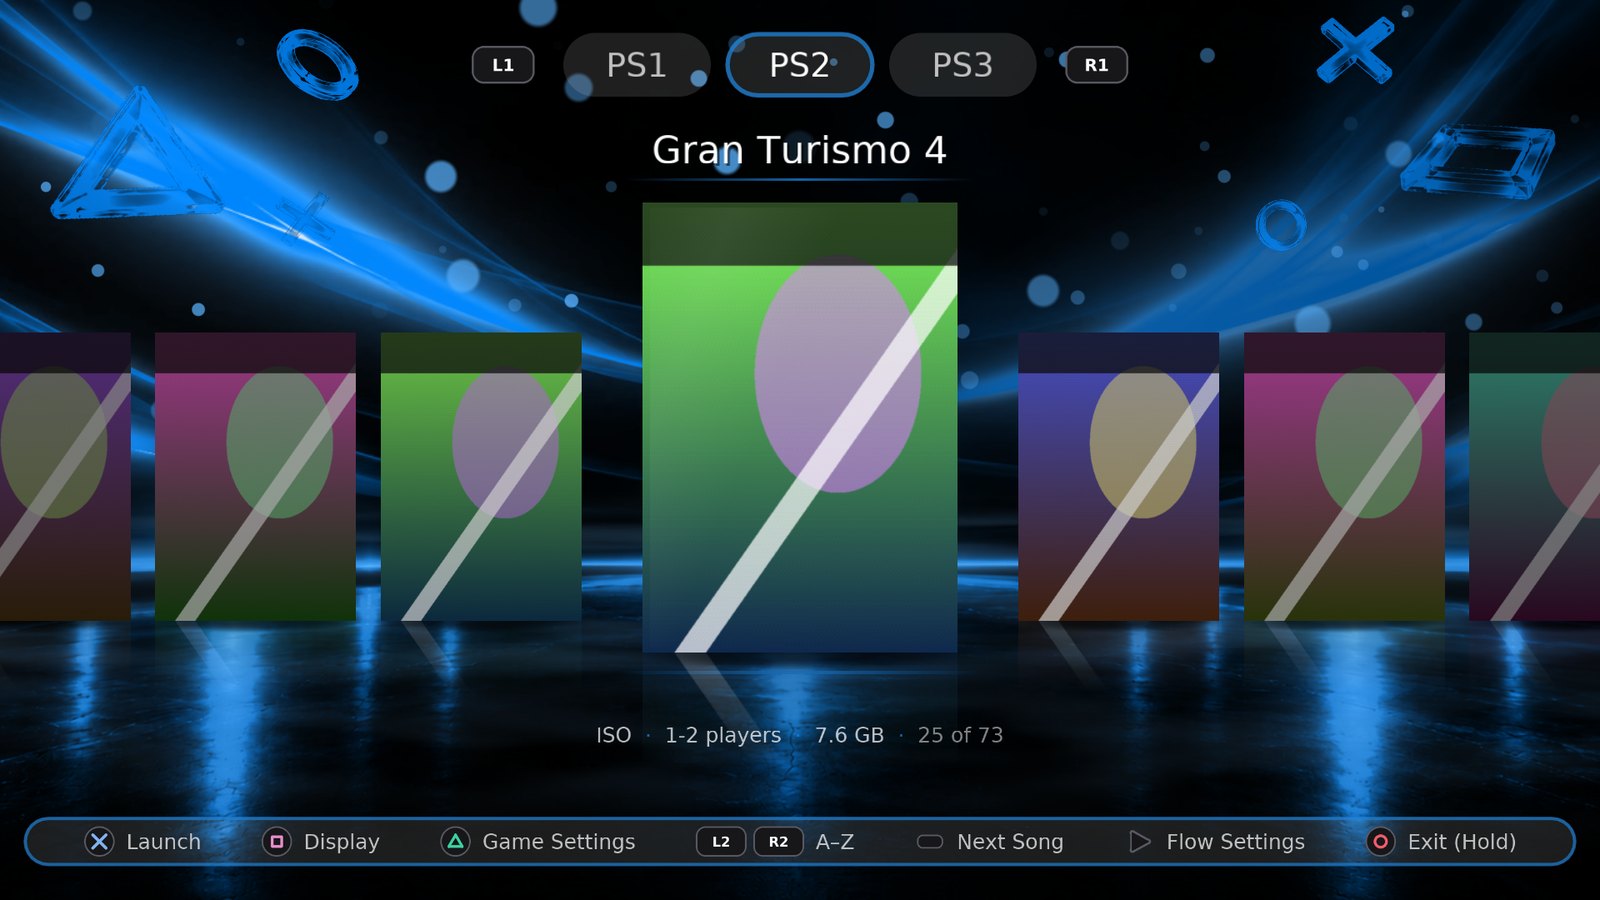 L1 PS1 PS2 PS3 R1
Gran Turismo 4
ISO · 1-2 players · 7.6 GB · 25 of 73
Launch Display Game Settings L2 R2 A–Z Next Song Flow Settings Exit (Hold)